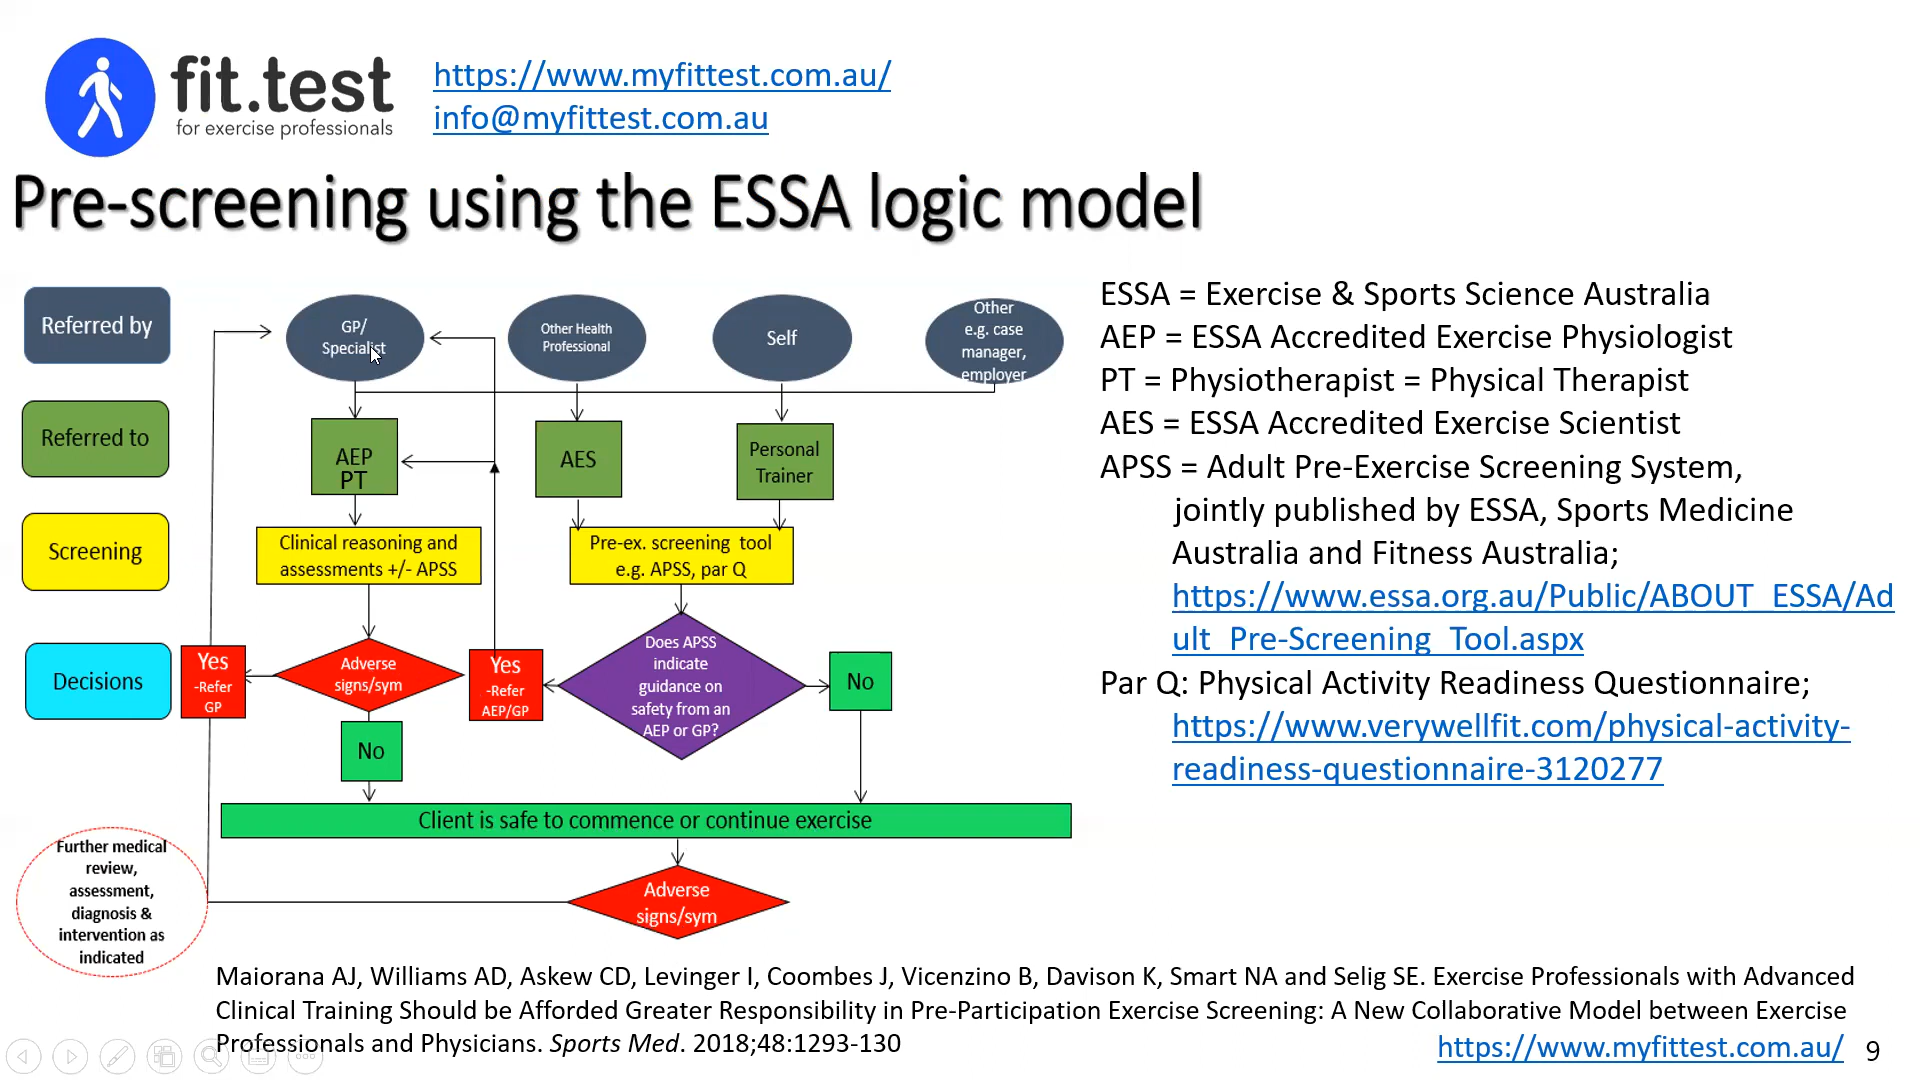 fit.test
for exercise professionals
https://www.myfittest.com.au/
info@myfittest.com.au
Pre-screening using the ESSA logic model
Referred by
GP/
Specialist
Other Health
Professional
Self
Other
e.g. case
manager,
employer
Referred to
AEP
PT
AES
Personal
Trainer
Screening
Clinical reasoning and
assessments +/- APSS
Pre-ex. screening tool
e.g. APSS, par Q
Decisions
Yes
-Refer
GP
Adverse
signs/sym
Yes
-Refer
AEP/GP
Does APSS
indicate
guidance on
safety from an
AEP or GP?
No
No
Client is safe to commence or continue exercise
Further medical
review,
assessment,
diagnosis &
intervention as
indicated
Adverse
signs/sym
ESSA = Exercise & Sports Science Australia
AEP = ESSA Accredited Exercise Physiologist
PT = Physiotherapist = Physical Therapist
AES = ESSA Accredited Exercise Scientist
APSS = Adult Pre-Exercise Screening System,
jointly published by ESSA, Sports Medicine
Australia and Fitness Australia;
https://www.essa.org.au/Public/ABOUT_ESSA/Ad
ult_Pre-Screening_Tool.aspx
Par Q: Physical Activity Readiness Questionnaire;
https://www.verywellfit.com/physical-activity-
readiness-questionnaire-3120277
Maiorana AJ, Williams AD, Askew CD, Levinger I, Coombes J, Vicenzino B, Davison K, Smart NA and Selig SE. Exercise Professionals with Advanced
Clinical Training Should be Afforded Greater Responsibility in Pre-Participation Exercise Screening: A New Collaborative Model between Exercise
Professionals and Physicians. Sports Med. 2018;48:1293-130
https://www.myfittest.com.au/
9